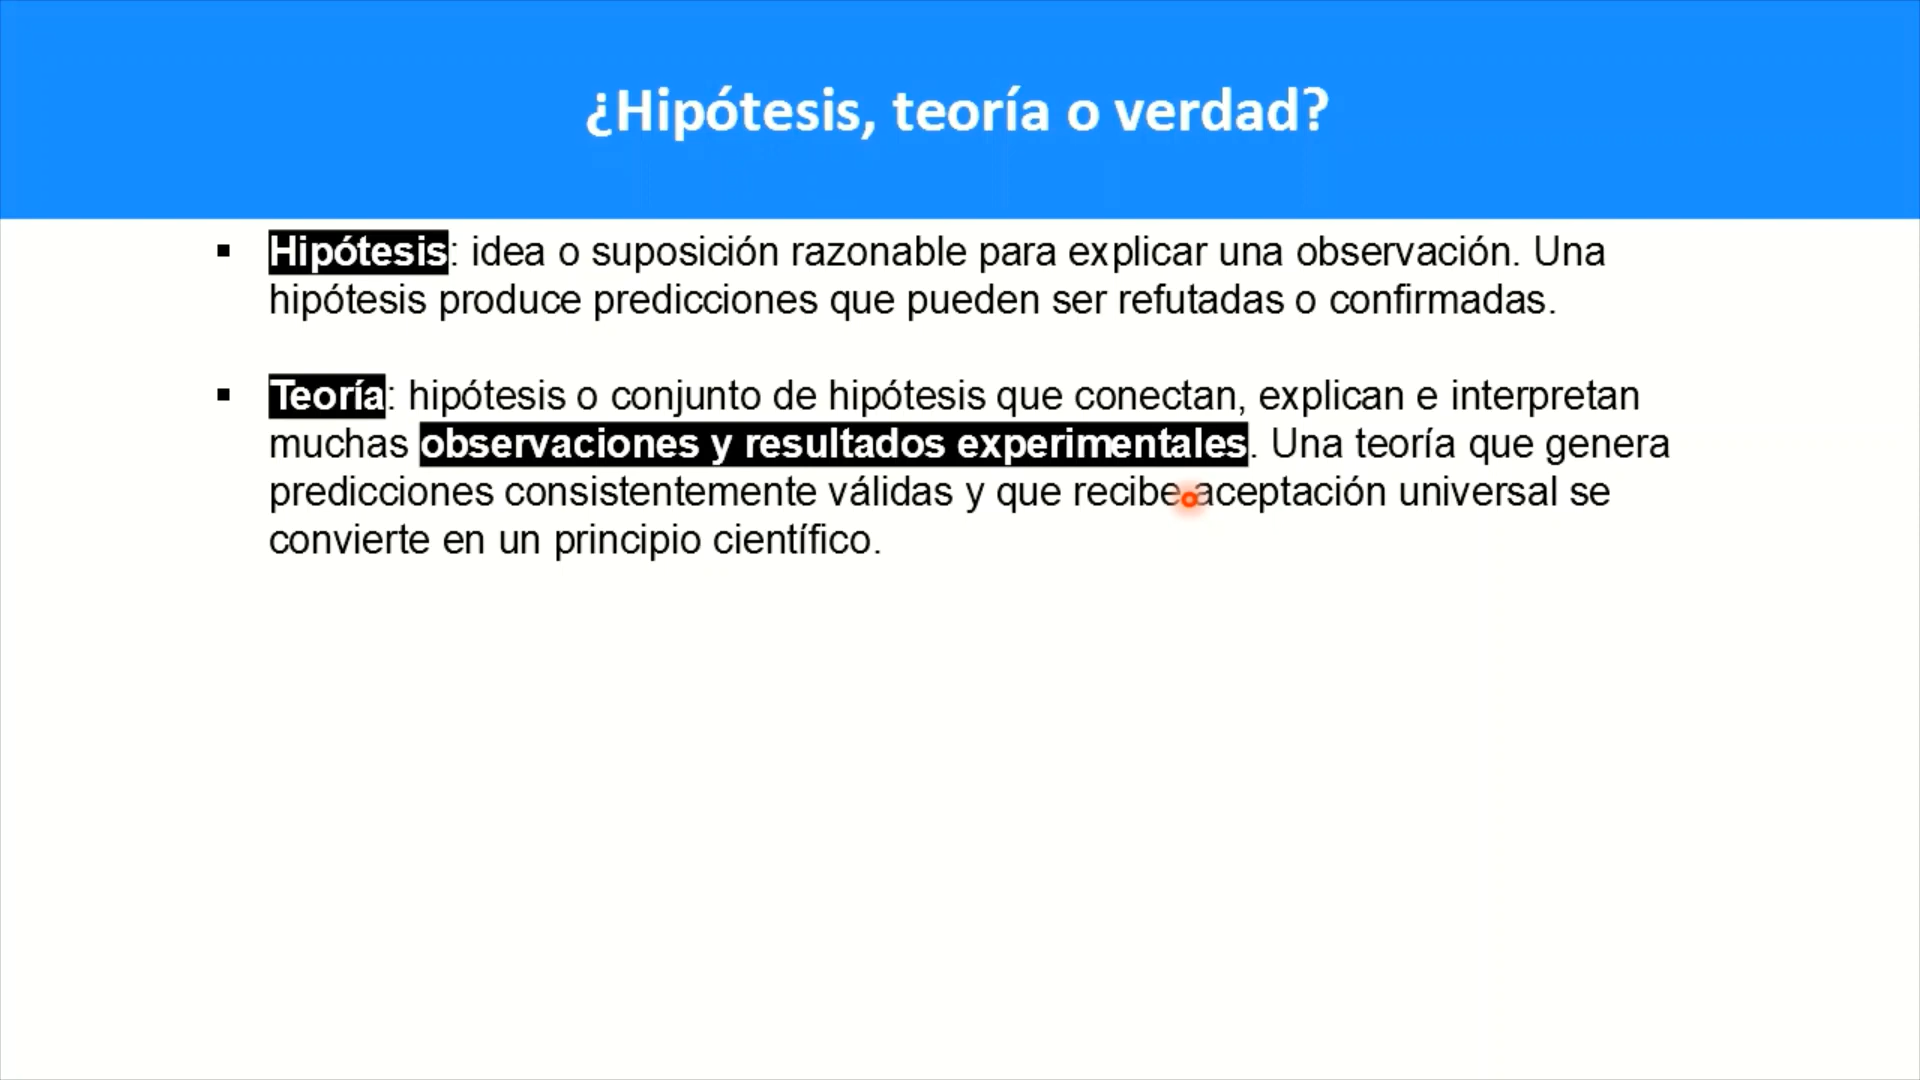 ¿Hipótesis, teoría o verdad?
▪ Hipótesis: idea o suposición razonable para explicar una observación. Una
hipótesis produce predicciones que pueden ser refutadas o confirmadas.
▪ Teoría: hipótesis o conjunto de hipótesis que conectan, explican e interpretan
muchas observaciones y resultados experimentales. Una teoría que genera
predicciones consistentemente válidas y que recibe aceptación universal se
convierte en un principio científico.